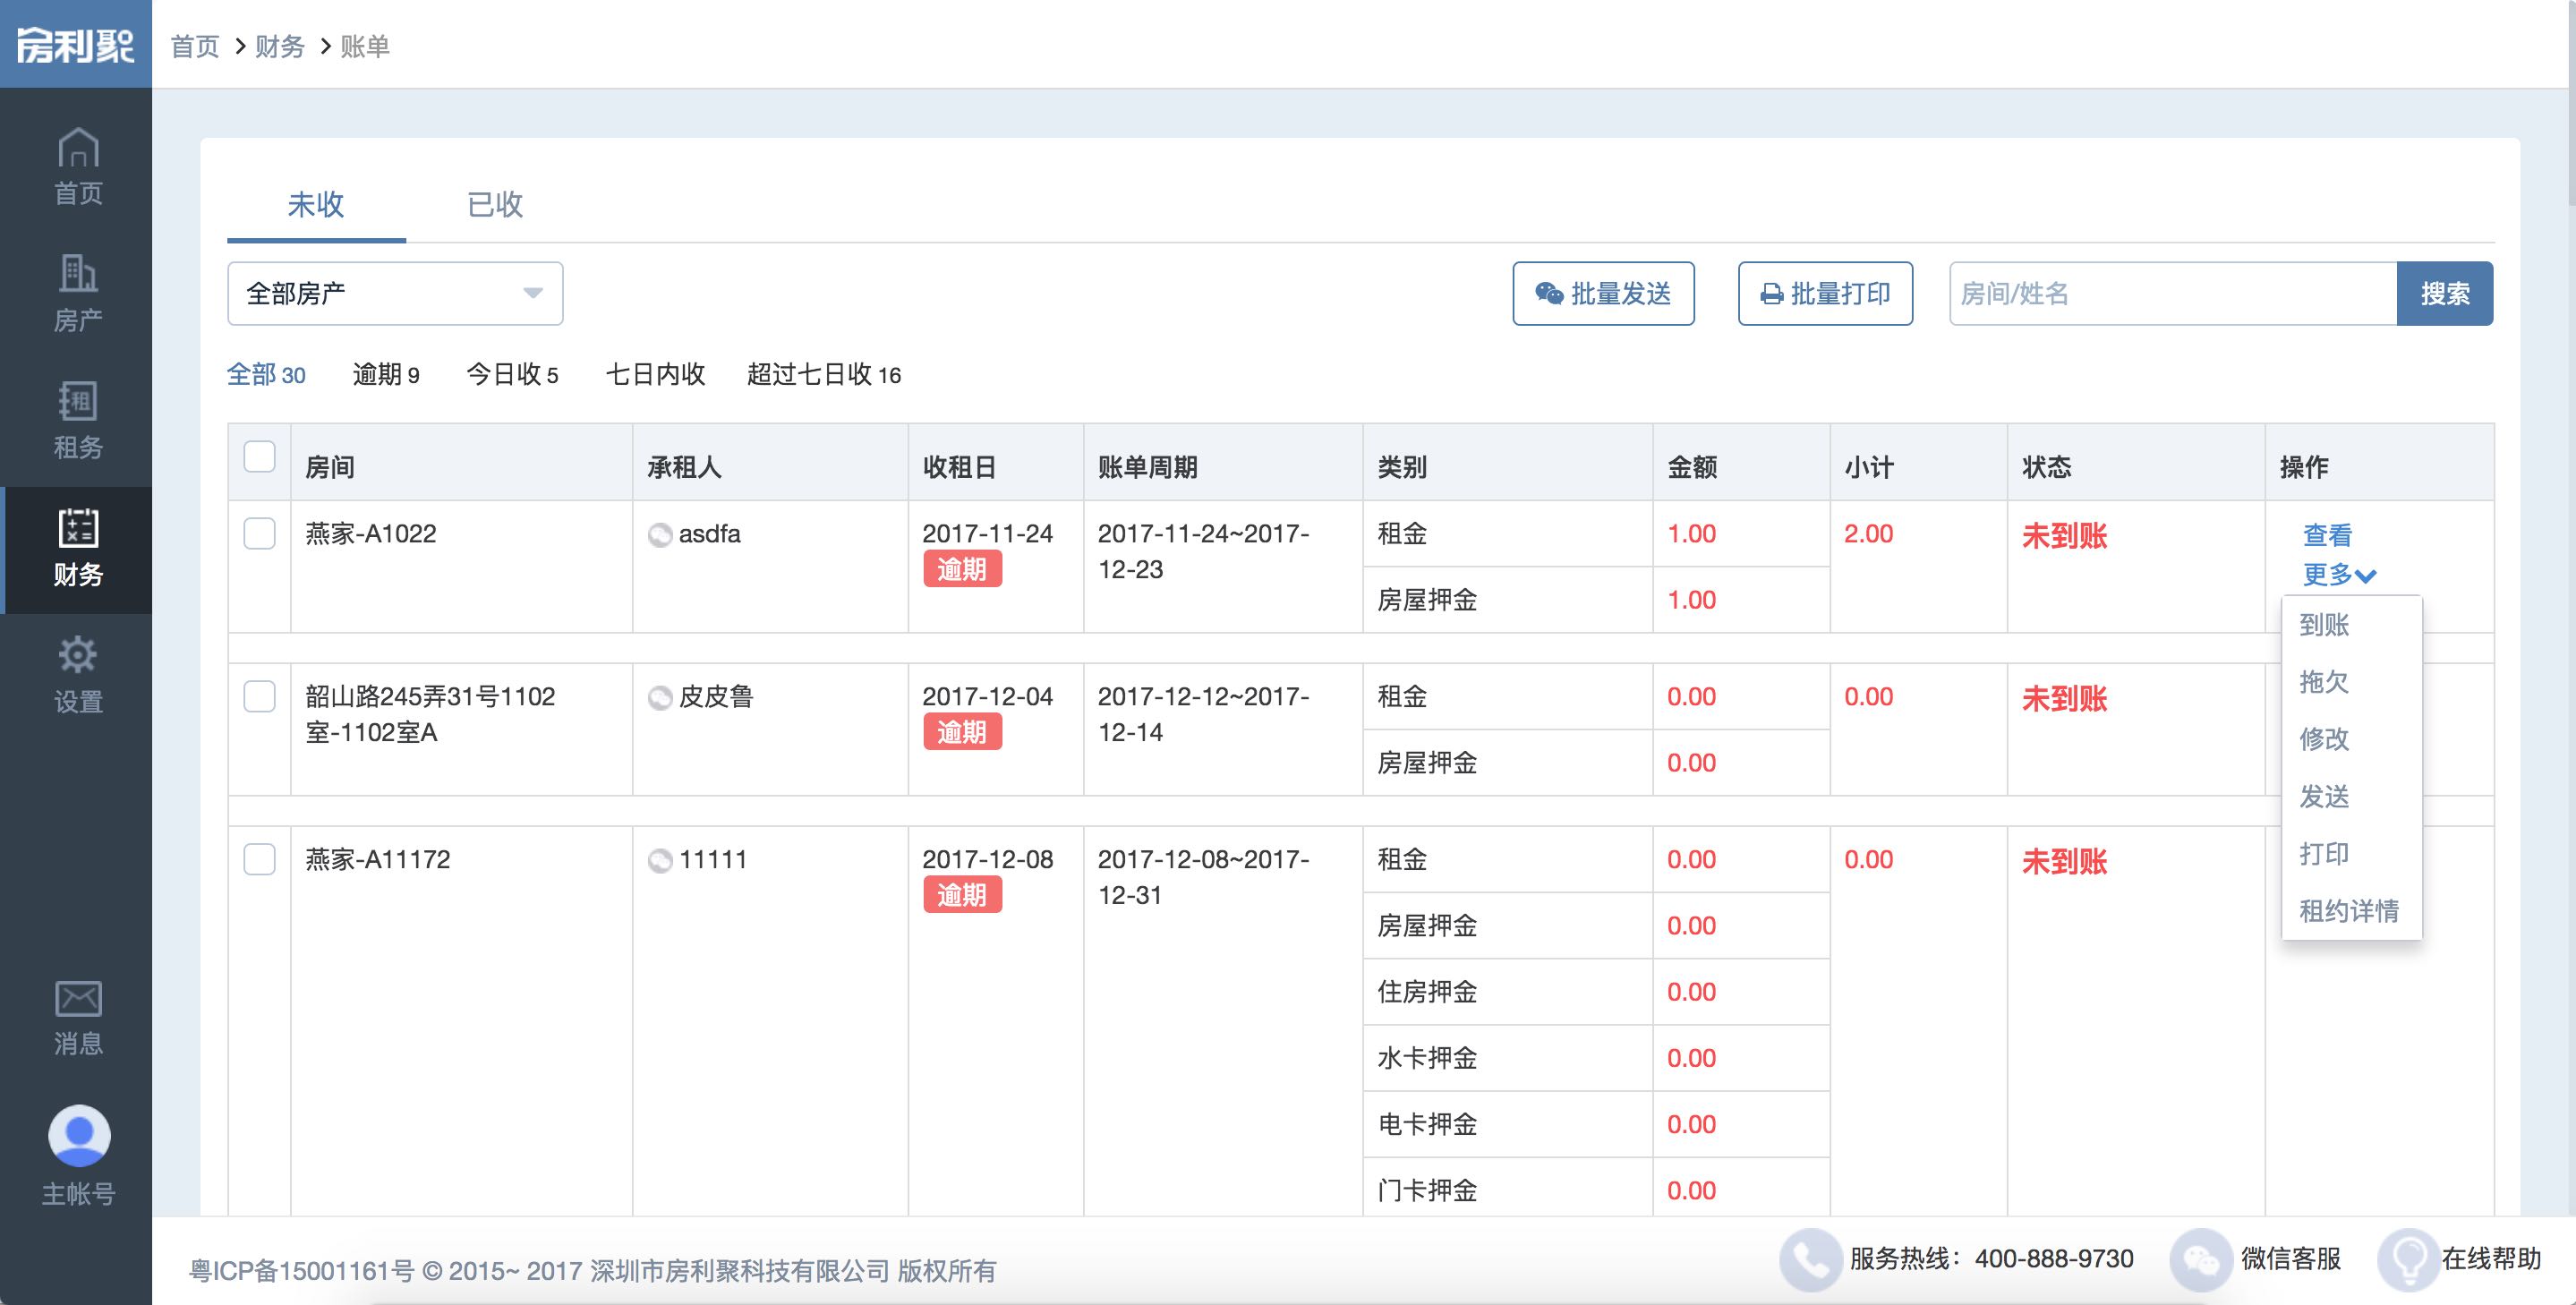 房利聚
首页 > 财务 > 账单
首页
房产
租
租务
财务
设置
消息
主帐号
未收
已收
全部房产
批量发送
批量打印
房间/姓名
搜索
全部 30 逾期 9 今日收 5 七日内收 超过七日收 16
房间 承租人 收租日 账单周期 类别 金额 小计 状态 操作
燕家-A1022 asdfa 2017-11-24 2017-11-24~2017- 租金 1.00 2.00 未到账 查看
逾期 12-23 更多
房屋押金 1.00
到账
拖欠
修改
发送
打印
租约详情
韶山路245弄31号1102 皮皮鲁 2017-12-04 2017-12-12~2017- 租金 0.00 0.00 未到账
室-1102室A 逾期 12-14
房屋押金 0.00
燕家-A11172 11111 2017-12-08 2017-12-08~2017- 租金 0.00 0.00 未到账
逾期 12-31
房屋押金 0.00
住房押金 0.00
水卡押金 0.00
电卡押金 0.00
门卡押金 0.00
粤ICP备15001161号 © 2015~ 2017 深圳市房利聚科技有限公司 版权所有
服务热线：400-888-9730
微信客服
在线帮助